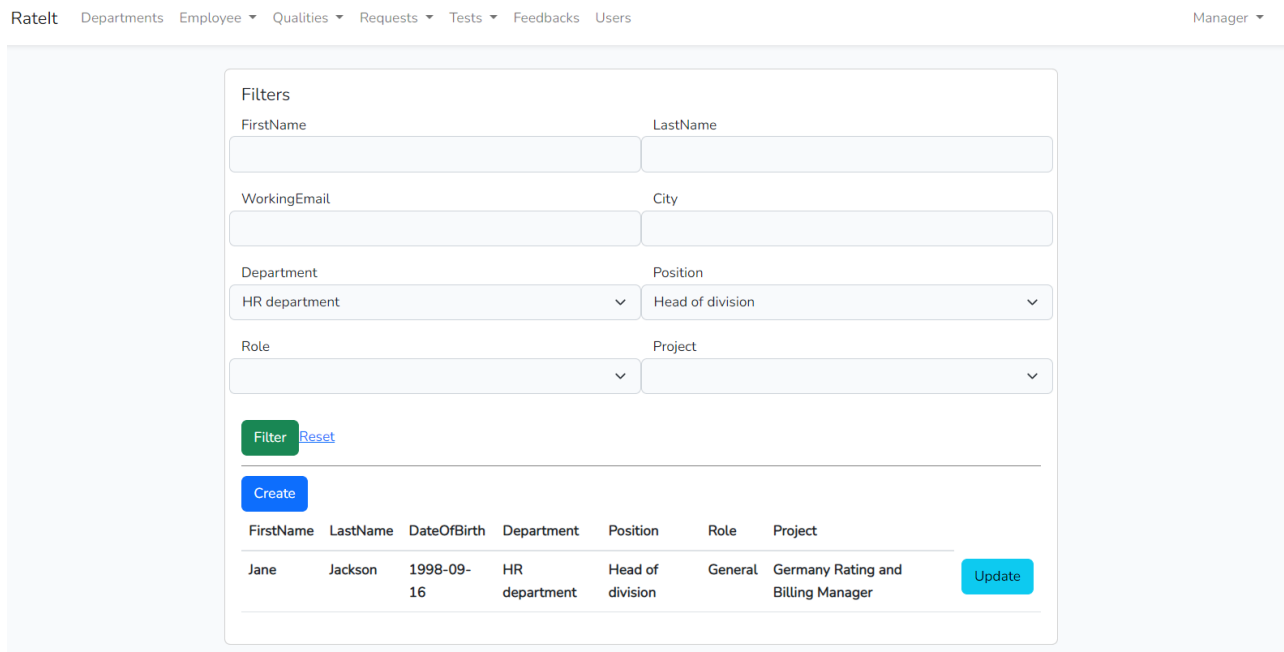 RateIt Departments Employee Qualities Requests Tests Feedbacks Users Manager
Filters
FirstName LastName
WorkingEmail City
Department Position
HR department Head of division
Role Project
Filter Reset
Create
FirstName LastName DateOfBirth Department Position Role Project
Jane Jackson 1998-09- HR Head of General Germany Rating and Update
16 department division Billing Manager